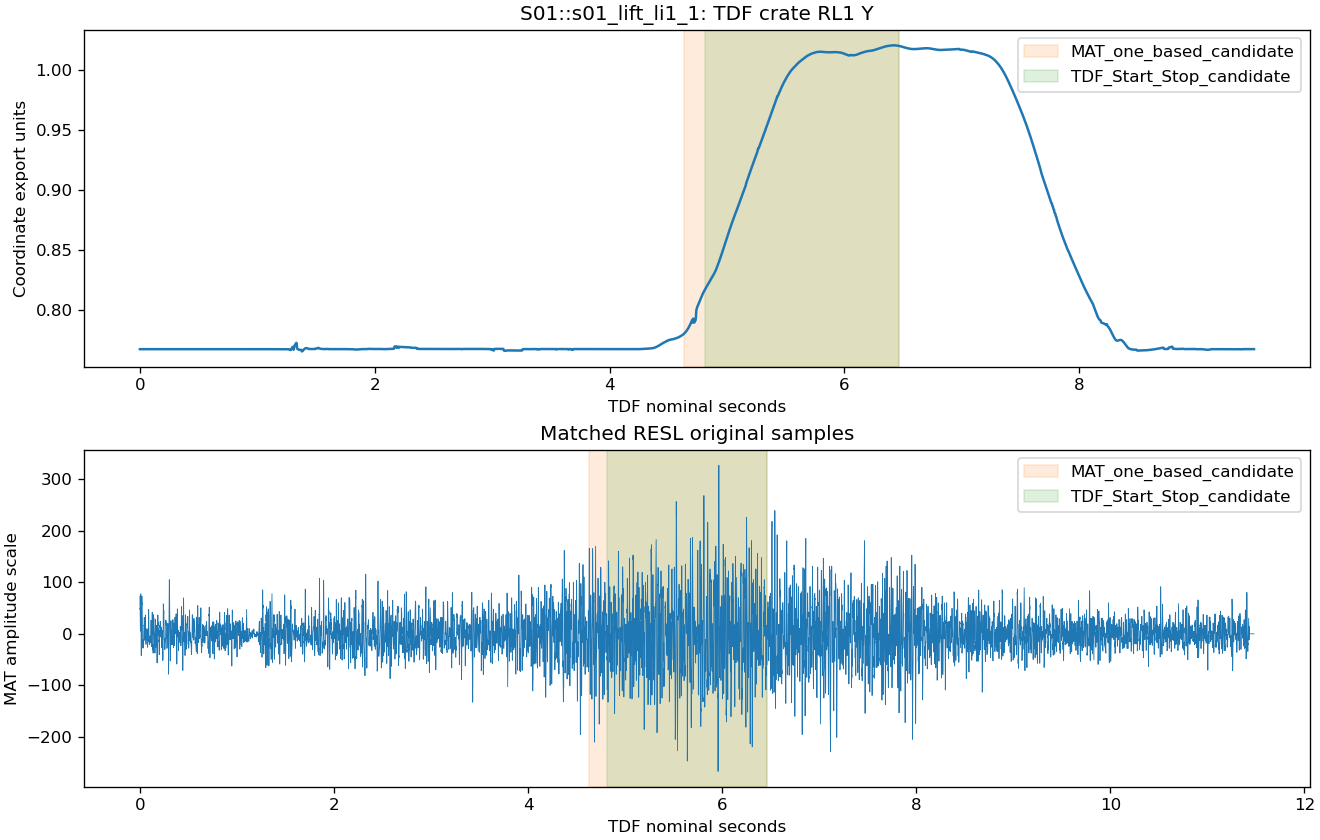 S01::s01_lift_li1_1: TDF crate RL1 Y
MAT_one_based_candidate
TDF_Start_Stop_candidate
Coordinate export units
1.00
0.95
0.90
0.85
0.80
0 2 4 6 8
TDF nominal seconds
Matched RESL original samples
MAT_one_based_candidate
TDF_Start_Stop_candidate
MAT amplitude scale
300
200
100
0
−100
−200
0 2 4 6 8 10 12
TDF nominal seconds